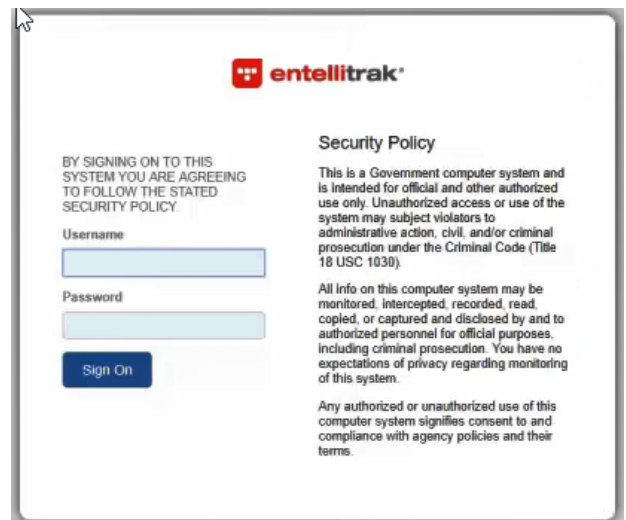 entellitrak
BY SIGNING ON TO THIS
SYSTEM YOU ARE AGREEING
TO FOLLOW THE STATED
SECURITY POLICY.
Username
Password
Sign On
Security Policy
This is a Government computer system and
is intended for official and other authorized
use only. Unauthorized access or use of the
system may subject violators to
administrative action, civil, and/or criminal
prosecution under the Criminal Code (Title
18 USC 1030).
All info on this computer system may be
monitored, intercepted, recorded, read,
copied, or captured and disclosed by and to
authorized personnel for official purposes,
including criminal prosecution. You have no
expectations of privacy regarding monitoring
of this system.
Any authorized or unauthorized use of this
computer system signifies consent to and
compliance with agency policies and their
terms.